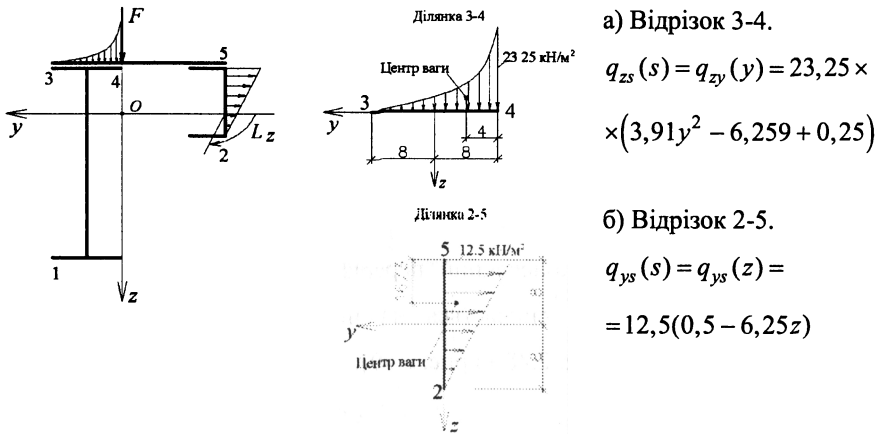 F
3
4
5
O
y
L z
2
1
z
Ділянка 3-4
23 25 кН/м²
Центр ваги
3
4
y
4
8
8
z
Ділянка 2-5
5 12.5 кН/м²
y
Центр ваги
2
z
а) Відрізок 3-4.
q_zs(s) = q_zy(y) = 23,25 ×
×(3,91y² − 6,259 + 0,25)
б) Відрізок 2-5.
q_ys(s) = q_ys(z) =
=12,5(0,5 − 6,25z)